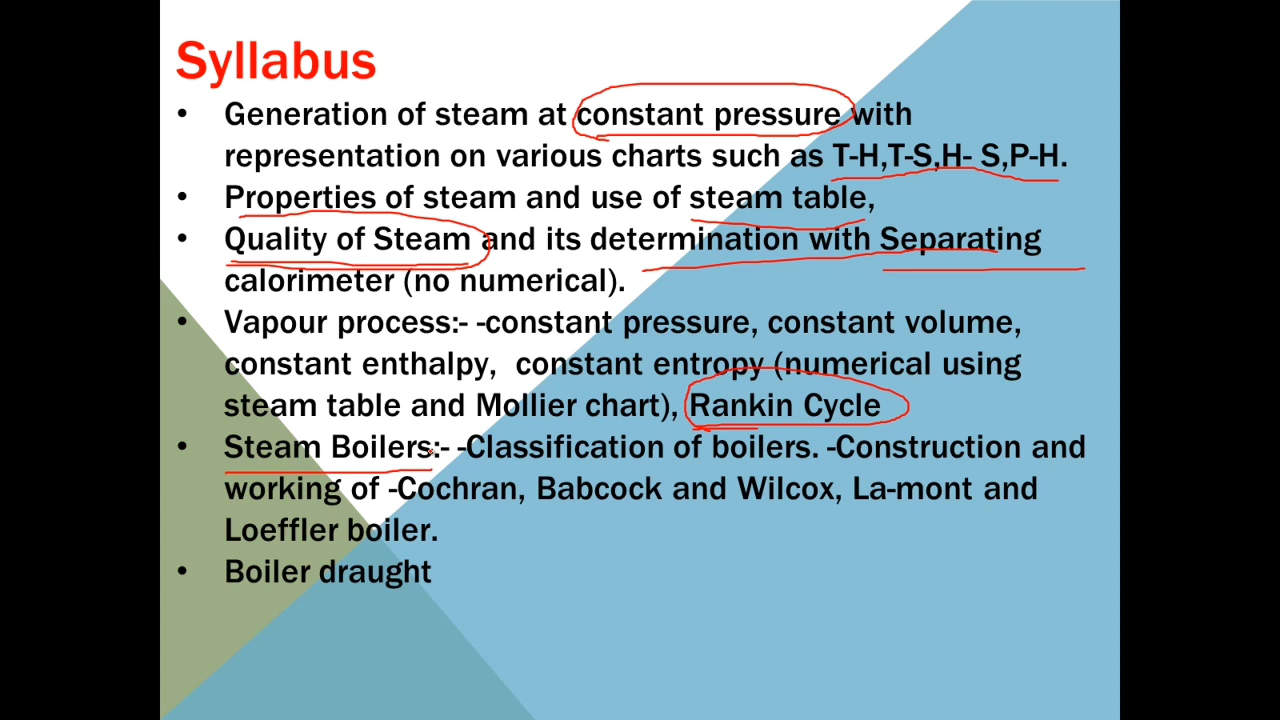 Syllabus
• Generation of steam at constant pressure with
representation on various charts such as T-H,T-S,H- S,P-H.
• Properties of steam and use of steam table,
• Quality of Steam and its determination with Separating
calorimeter (no numerical).
• Vapour process:- -constant pressure, constant volume,
constant enthalpy, constant entropy (numerical using
steam table and Mollier chart), Rankin Cycle
• Steam Boilers:- -Classification of boilers. -Construction and
working of -Cochran, Babcock and Wilcox, La-mont and
Loeffler boiler.
• Boiler draught